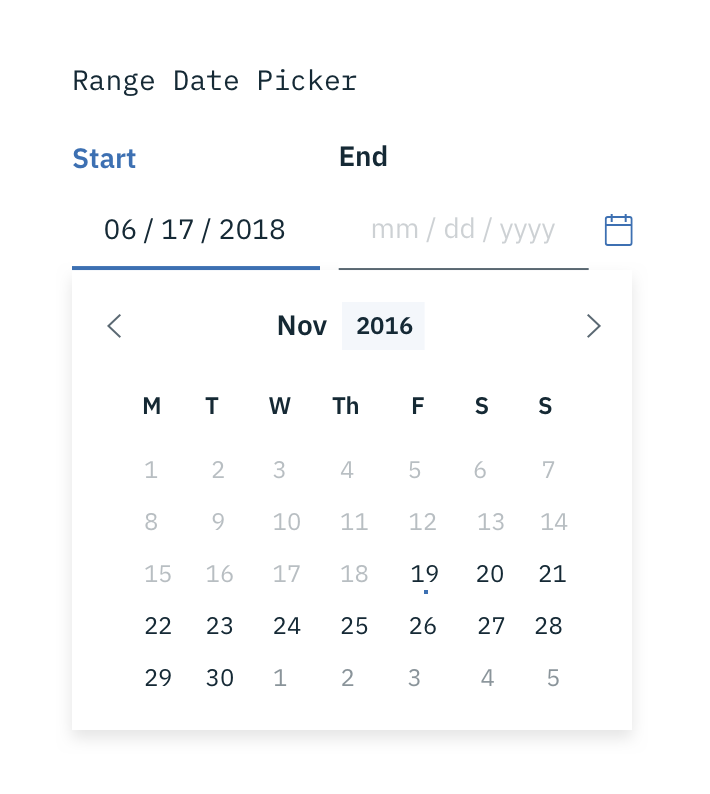 Range Date Picker
Start End
06 / 17 / 2018 mm / dd / yyyy
Nov 2016
M T W Th F S S
1 2 3 4 5 6 7
8 9 10 11 12 13 14
15 16 17 18 19 20 21
22 23 24 25 26 27 28
29 30 1 2 3 4 5